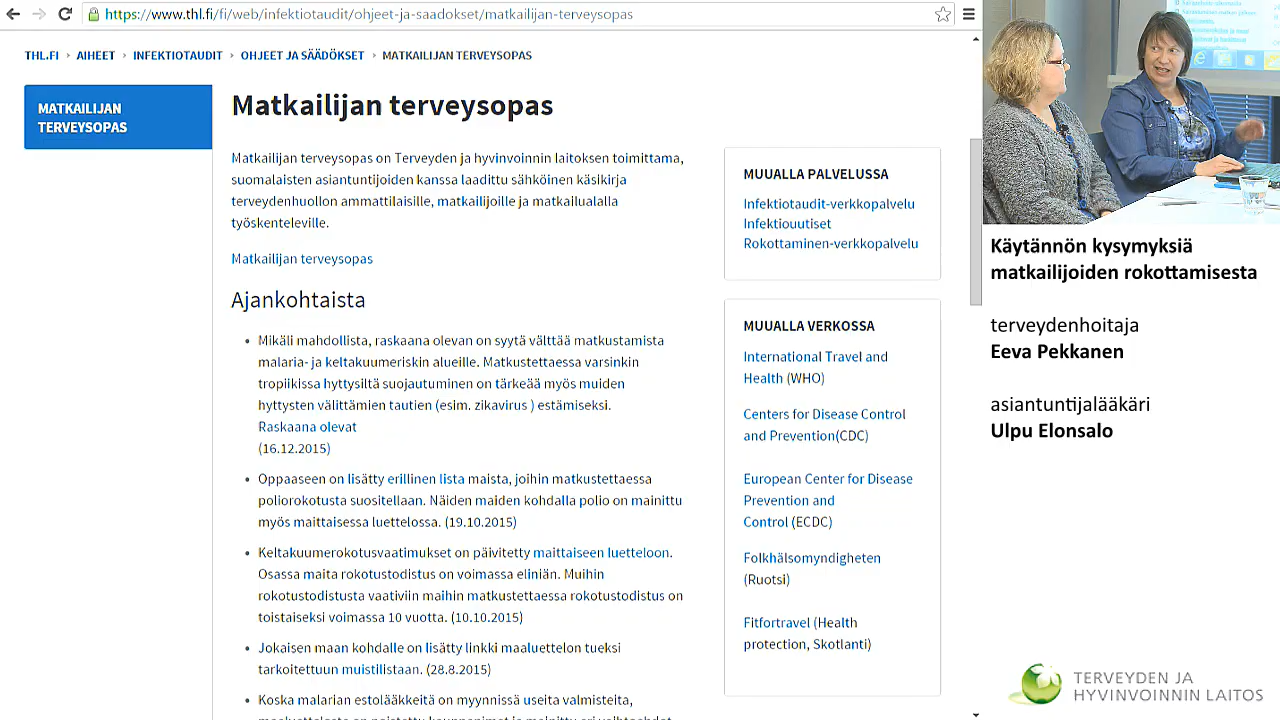 https://www.thl.fi/fi/web/infektiotaudit/ohjeet-ja-saadokset/matkailijan-terveysopas
THL.FI › AIHEET › INFEKTIOTAUDIT › OHJEET JA SÄÄDÖKSET › MATKAILIJAN TERVEYSOPAS
MATKAILIJAN
TERVEYSOPAS
Matkailijan terveysopas
Matkailijan terveysopas on Terveyden ja hyvinvoinnin laitoksen toimittama,
suomalaisten asiantuntijoiden kanssa laadittu sähköinen käsikirja
terveydenhuollon ammattilaisille, matkailijoille ja matkailualalla
työskenteleville.
Matkailijan terveysopas
Ajankohtaista
• Mikäli mahdollista, raskaana olevan on syytä välttää matkustamista
malaria- ja keltakuumeriskin alueille. Matkustettaessa varsinkin
tropiikissa hyttysiltä suojautuminen on tärkeää myös muiden
hyttysten välittämien tautien (esim. zikavirus ) estämiseksi.
Raskaana olevat
(16.12.2015)
• Oppaaseen on lisätty erillinen lista maista, joihin matkustettaessa
poliorokotusta suositellaan. Näiden maiden kohdalla polio on mainittu
myös maittaisessa luettelossa. (19.10.2015)
• Keltakuumerokotusvaatimukset on päivitetty maittaiseen luetteloon.
Osassa maita rokotustodistus on voimassa eliniän. Muihin
rokotustodistusta vaativiin maihin matkustettaessa rokotustodistus on
toistaiseksi voimassa 10 vuotta. (10.10.2015)
• Jokaisen maan kohdalle on lisätty linkki maaluettelon tueksi
tarkoitettuun muistilistaan. (28.8.2015)
• Koska malarian estolääkkeitä on myynnissä useita valmisteita,
MUUALLA PALVELUSSA
Infektiotaudit-verkkopalvelu
Infektiouutiset
Rokottaminen-verkkopalvelu
MUUALLA VERKOSSA
International Travel and
Health (WHO)
Centers for Disease Control
and Prevention(CDC)
European Center for Disease
Prevention and
Control (ECDC)
Folkhälsomyndigheten
(Ruotsi)
Fitfortravel (Health
protection, Skotlanti)
Käytännön kysymyksiä
matkailijoiden rokottamisesta
terveydenhoitaja
Eeva Pekkanen
asiantuntijalääkäri
Ulpu Elonsalo
TERVEYDEN JA
HYVINVOINNIN LAITOS